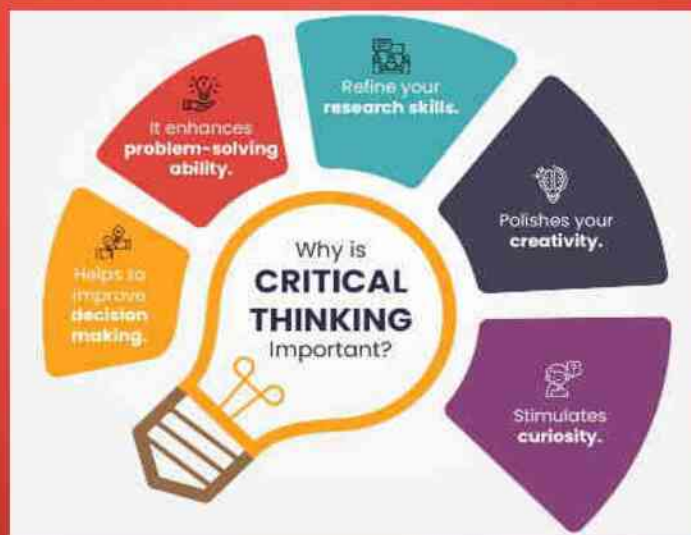 Why is
CRITICAL
THINKING
Important?
Helps to
improve
decision
making.
It enhances
problem-solving
ability.
Refine your
research skills.
Polishes your
creativity.
Stimulates
curiosity.